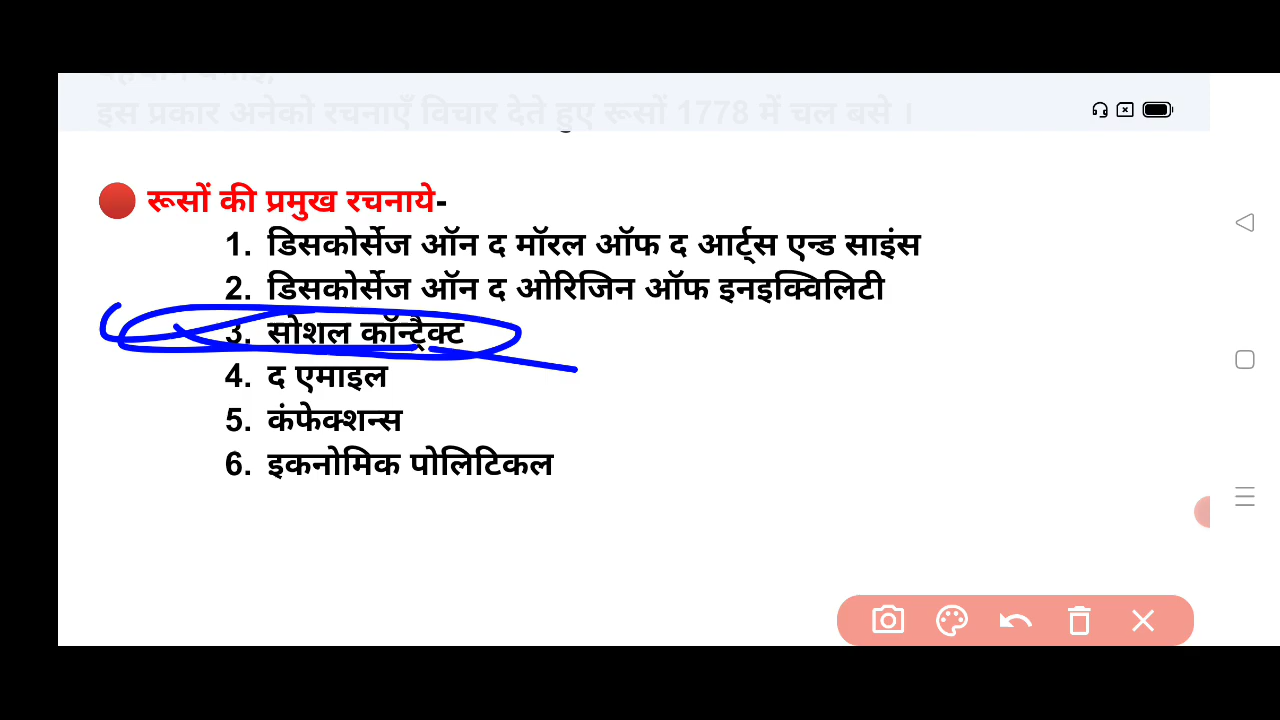 इस प्रकार अनेको रचनाएँ विचार देते हुए रूसों 1778 में चल बसे ।
रूसों की प्रमुख रचनाये-
1. डिसकोर्सेज ऑन द मॉरल ऑफ द आर्ट्स एन्ड साइंस
2. डिसकोर्सेज ऑन द ओरिजिन ऑफ इनइक्विलिटी
3. सोशल कॉन्ट्रैक्ट
4. द एमाइल
5. कंफेक्शन्स
6. इकनोमिक पोलिटिकल